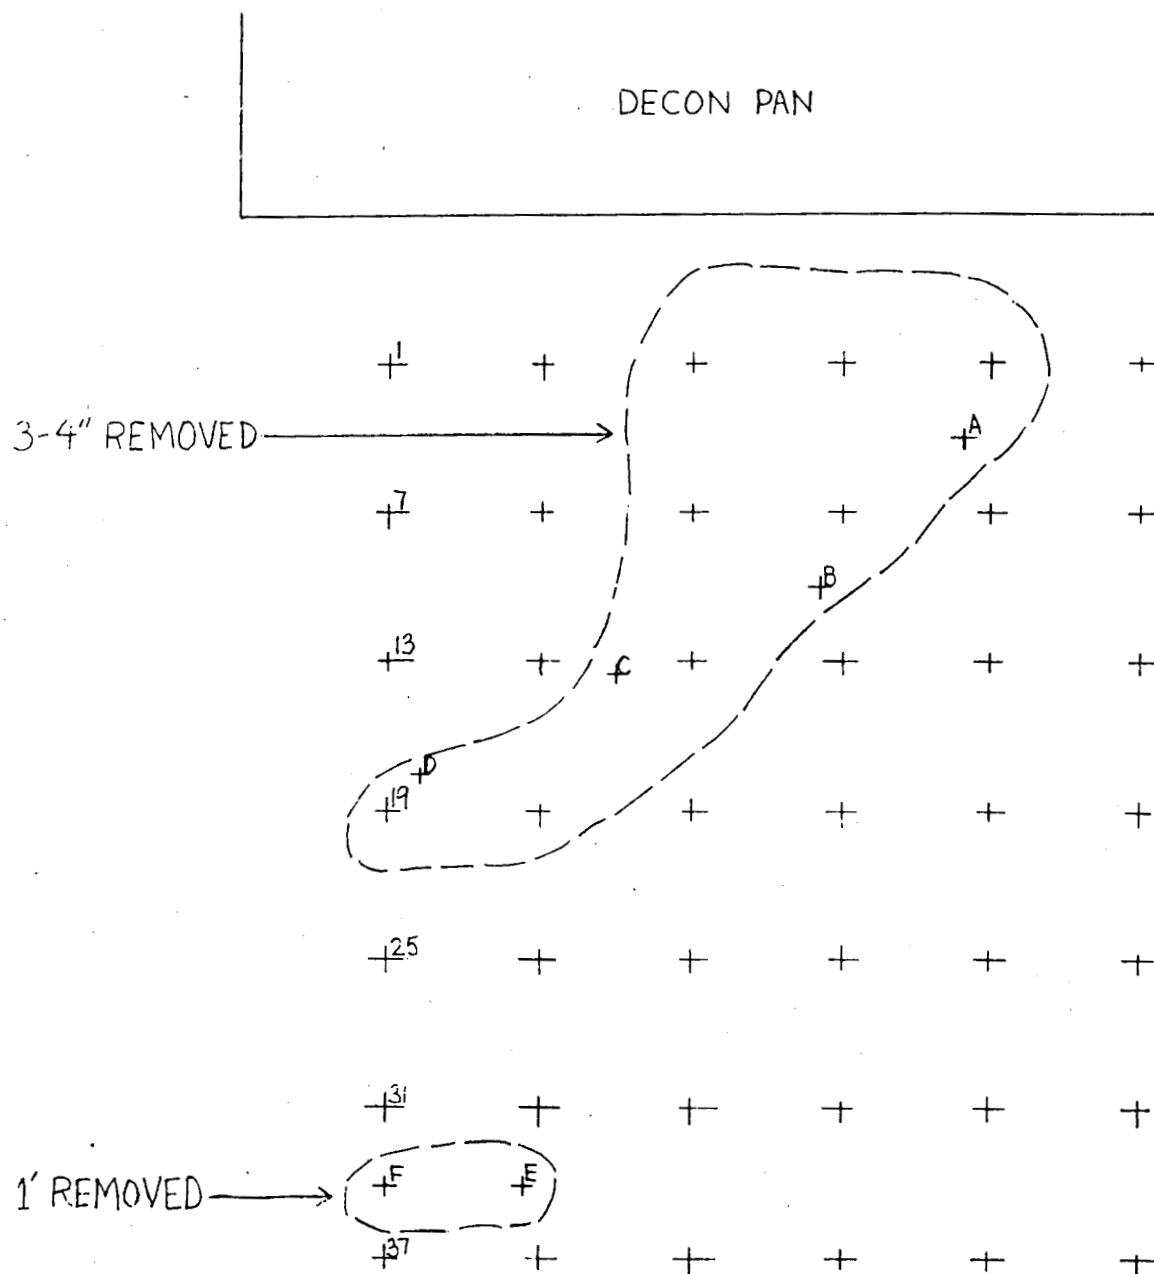 DECON PAN
1
3-4" REMOVED
A
7
B
13
C
D
19
25
31
1' REMOVED
F
E
37